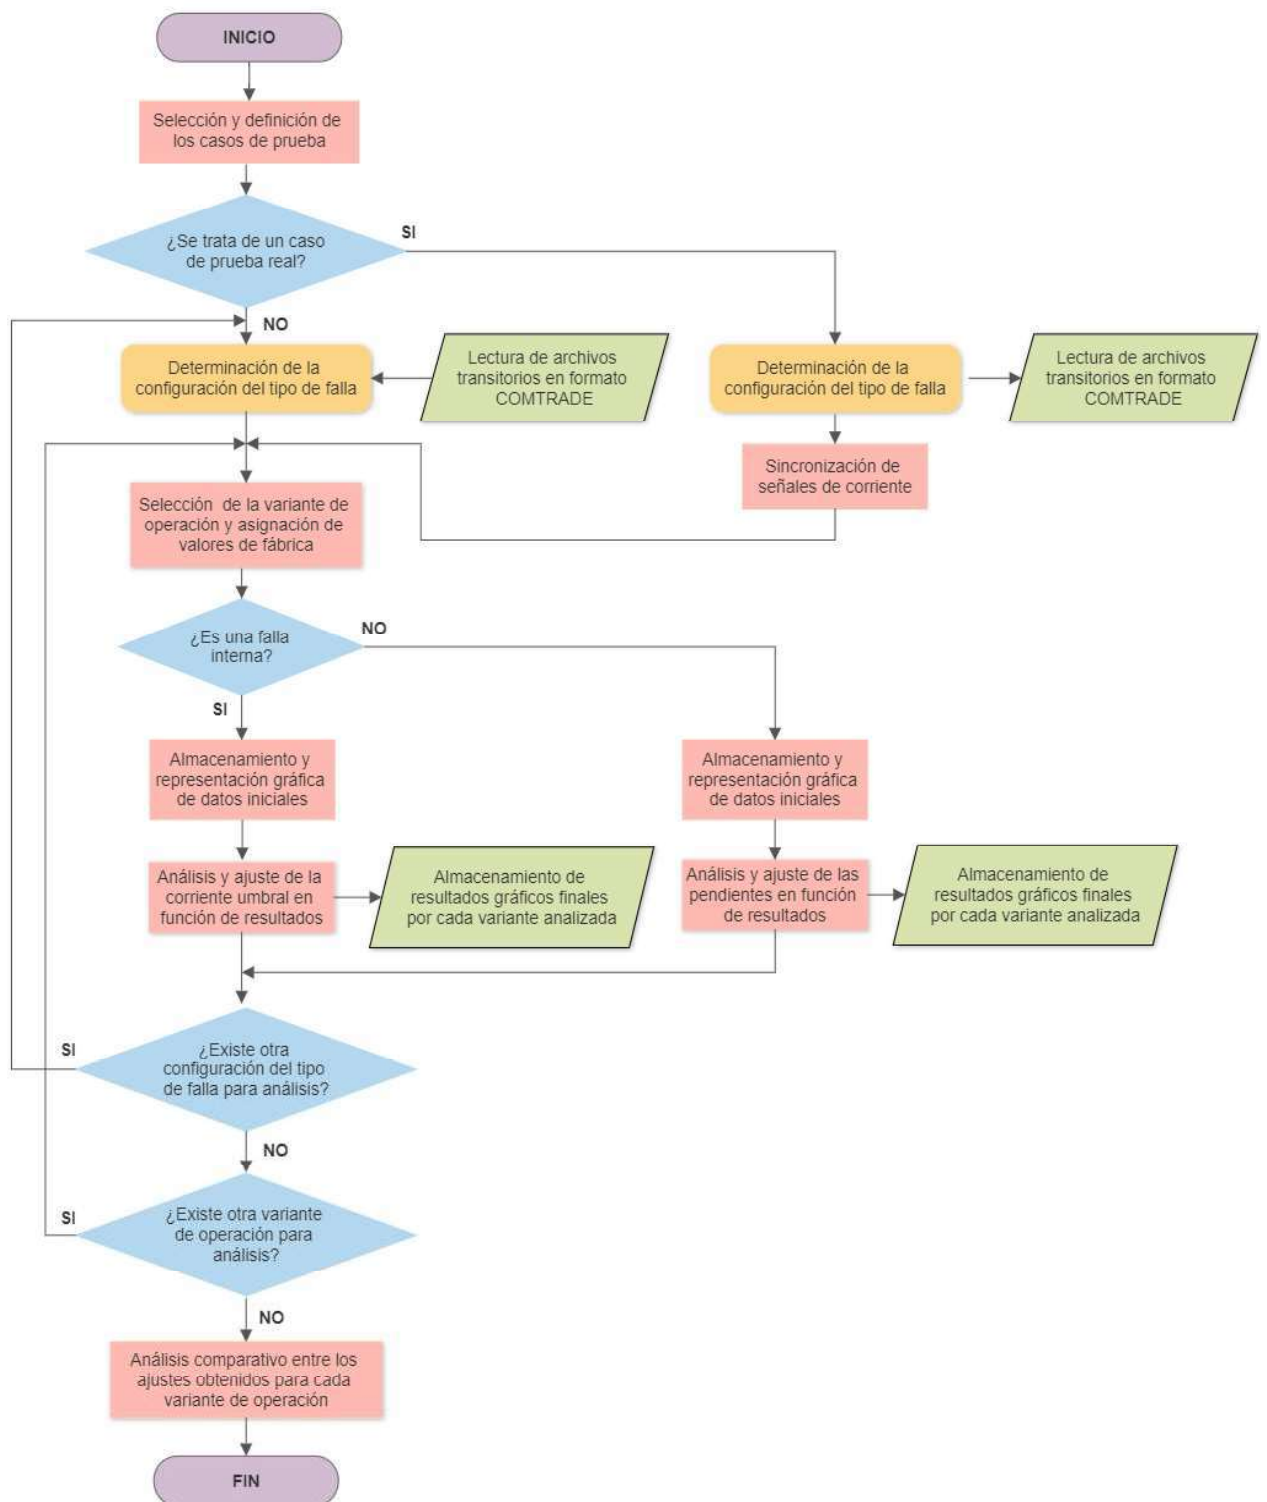 INICIO
Selección y definición de
los casos de prueba
¿Se trata de un caso
de prueba real?
SI
NO
Determinación de la
configuración del tipo de falla
Lectura de archivos
transitorios en formato
COMTRADE
Determinación de la
configuración del tipo de falla
Lectura de archivos
transitorios en formato
COMTRADE
Sincronización de
señales de corriente
Selección de la variante de
operación y asignación de
valores de fábrica
¿Es una falla
interna?
NO
SI
Almacenamiento y
representación gráfica
de datos iniciales
Almacenamiento y
representación gráfica
de datos iniciales
Análisis y ajuste de la
corriente umbral en
función de resultados
Almacenamiento de
resultados gráficos finales
por cada variante analizada
Análisis y ajuste de las
pendientes en función
de resultados
Almacenamiento de
resultados gráficos finales
por cada variante analizada
¿Existe otra
configuración del tipo
de falla para análisis?
SI
NO
¿Existe otra variante
de operación para
análisis?
SI
NO
Análisis comparativo entre los
ajustes obtenidos para cada
variante de operación
FIN